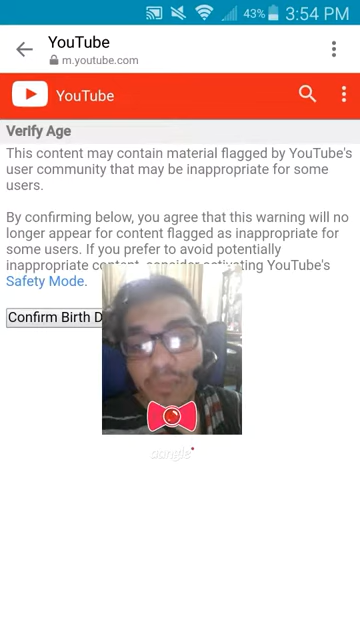 43% 3:54 PM
YouTube
m.youtube.com
YouTube
Verify Age
This content may contain material flagged by YouTube's
user community that may be inappropriate for some
users.
By confirming below, you agree that this warning will no
longer appear for content flagged as inappropriate for
some users. If you prefer to avoid potentially
inappropriate content, consider activating YouTube's
Safety Mode.
Confirm Birth D